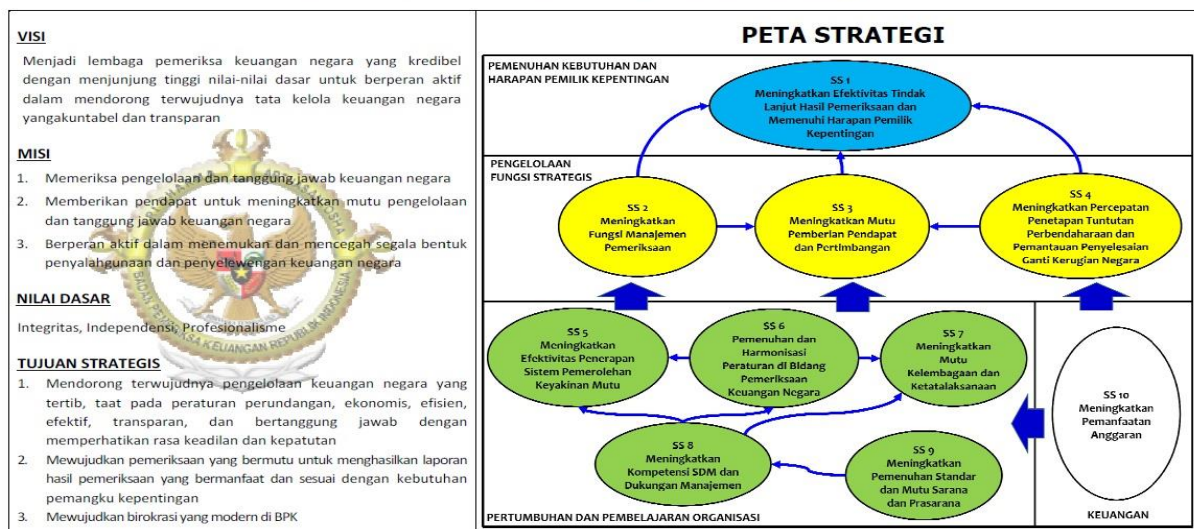 VISI
Menjadi lembaga pemeriksa keuangan negara yang kredibel
dengan menjunjung tinggi nilai-nilai dasar untuk berperan aktif
dalam mendorong terwujudnya tata kelola keuangan negara
yangakuntabel dan transparan
MISI
1. Memeriksa pengelolaan dan tanggung jawab keuangan negara
2. Memberikan pendapat untuk meningkatkan mutu pengelolaan
dan tanggung jawab keuangan negara
3. Berperan aktif dalam menemukan dan mencegah segala bentuk
penyalahgunaan dan penyelewengan keuangan negara
NILAI DASAR
Integritas, Independensi, Profesionalisme
TUJUAN STRATEGIS
1. Mendorong terwujudnya pengelolaan keuangan negara yang
tertib, taat pada peraturan perundangan, ekonomis, efisien,
efektif, transparan, dan bertanggung jawab dengan
memperhatikan rasa keadilan dan kepatutan
2. Mewujudkan pemeriksaan yang bermutu untuk menghasilkan laporan
hasil pemeriksaan yang bermanfaat dan sesuai dengan kebutuhan
pemangku kepentingan
3. Mewujudkan birokrasi yang modern di BPK
BADAN PEMERIKSA KEUANGAN REPUBLIK INDONESIA
PETA STRATEGI
PEMENUHAN KEBUTUHAN DAN
HARAPAN PEMILIK KEPENTINGAN
SS 1
Meningkatkan Efektivitas Tindak
Lanjut Hasil Pemeriksaan dan
Memenuhi Harapan Pemilik
Kepentingan
PENGELOLAAN
FUNGSI STRATEGIS
SS 2
Meningkatkan
Fungsi Manajemen
Pemeriksaan
SS 3
Meningkatkan Mutu
Pemberian Pendapat
dan Pertimbangan
SS 4
Meningkatkan Percepatan
Penetapan Tuntutan
Perbendaharaan dan
Pemantauan Penyelesaian
Ganti Kerugian Negara
SS 5
Meningkatkan
Efektivitas Penerapan
Sistem Pemerolehan
Keyakinan Mutu
SS 6
Pemenuhan dan
Harmonisasi
Peraturan di Bidang
Pemeriksaan
Keuangan Negara
SS 7
Meningkatkan
Mutu
Kelembagaan dan
Ketatalaksanaan
SS 8
Meningkatkan
Kompetensi SDM dan
Dukungan Manajemen
SS 9
Meningkatkan
Pemenuhan Standar
dan Mutu Sarana
dan Prasarana
SS 10
Meningkatkan
Pemanfaatan
Anggaran
PERTUMBUHAN DAN PEMBELAJARAN ORGANISASI
KEUANGAN